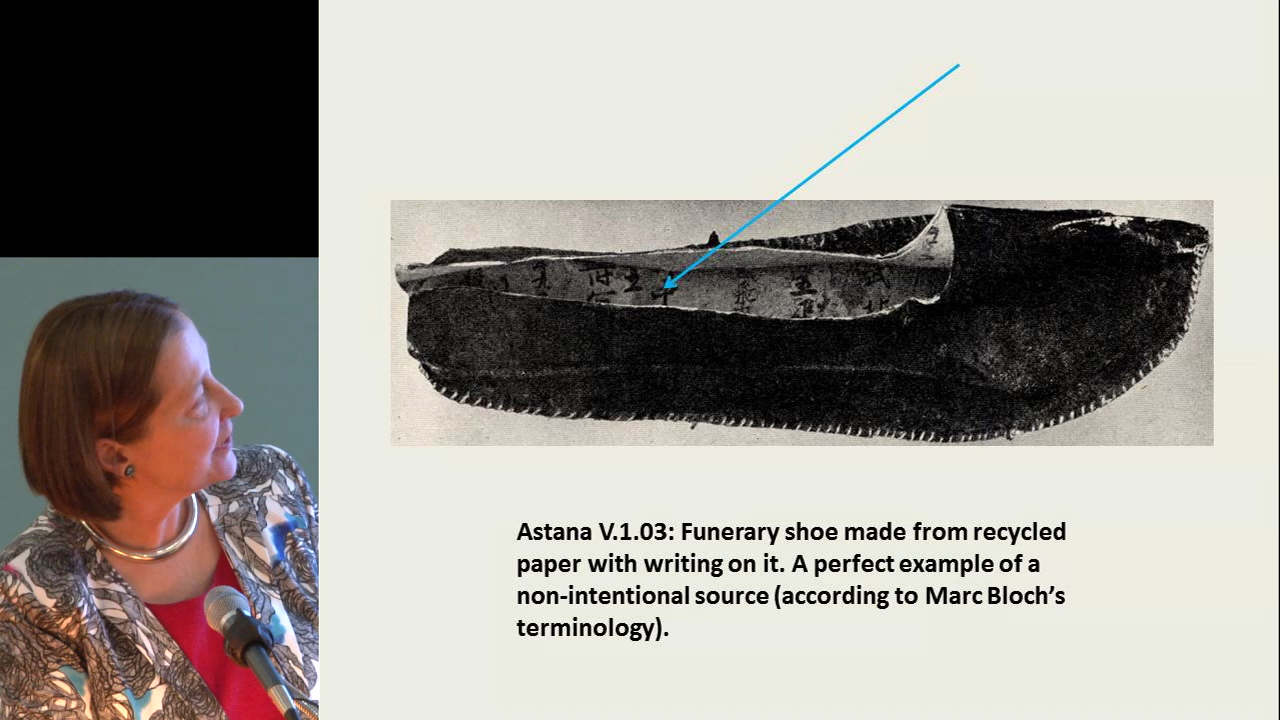 Astana V.1.03: Funerary shoe made from recycled
paper with writing on it. A perfect example of a
non-intentional source (according to Marc Bloch’s
terminology).